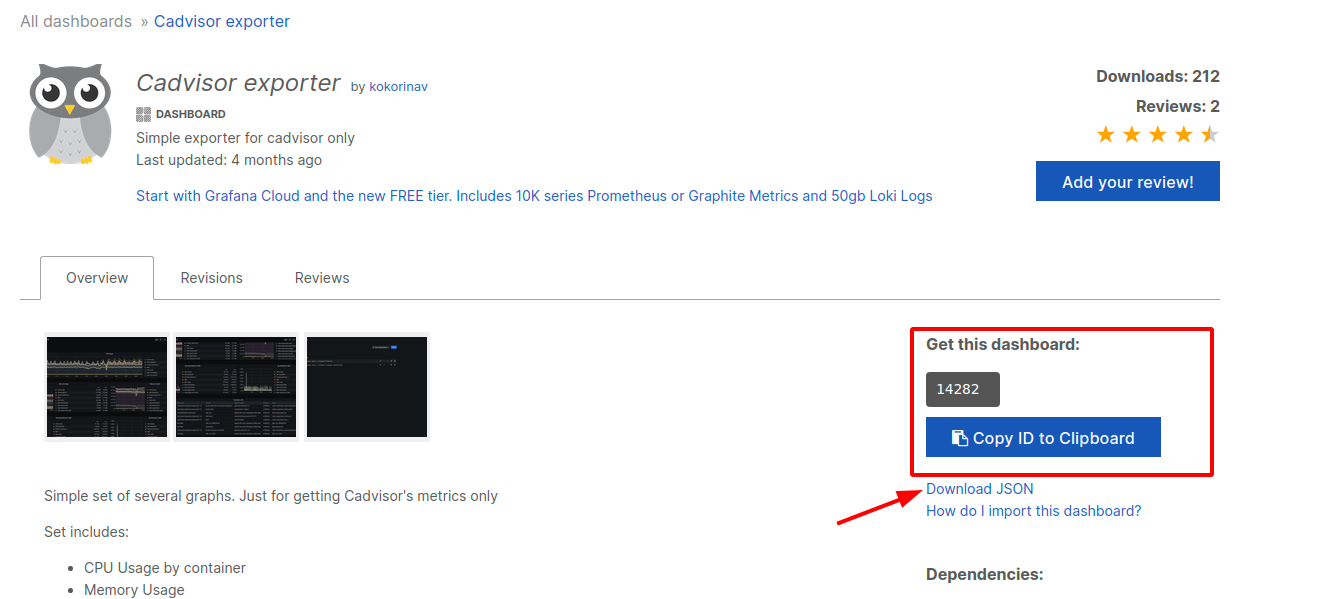 All dashboards » Cadvisor exporter
Cadvisor exporter by kokorinav
DASHBOARD
Simple exporter for cadvisor only
Last updated: 4 months ago
Start with Grafana Cloud and the new FREE tier. Includes 10K series Prometheus or Graphite Metrics and 50gb Loki Logs
Downloads: 212
Reviews: 2
Add your review!
Overview
Revisions
Reviews
Simple set of several graphs. Just for getting Cadvisor's metrics only
Set includes:
• CPU Usage by container
• Memory Usage
Get this dashboard:
14282
Copy ID to Clipboard
Download JSON
How do I import this dashboard?
Dependencies: